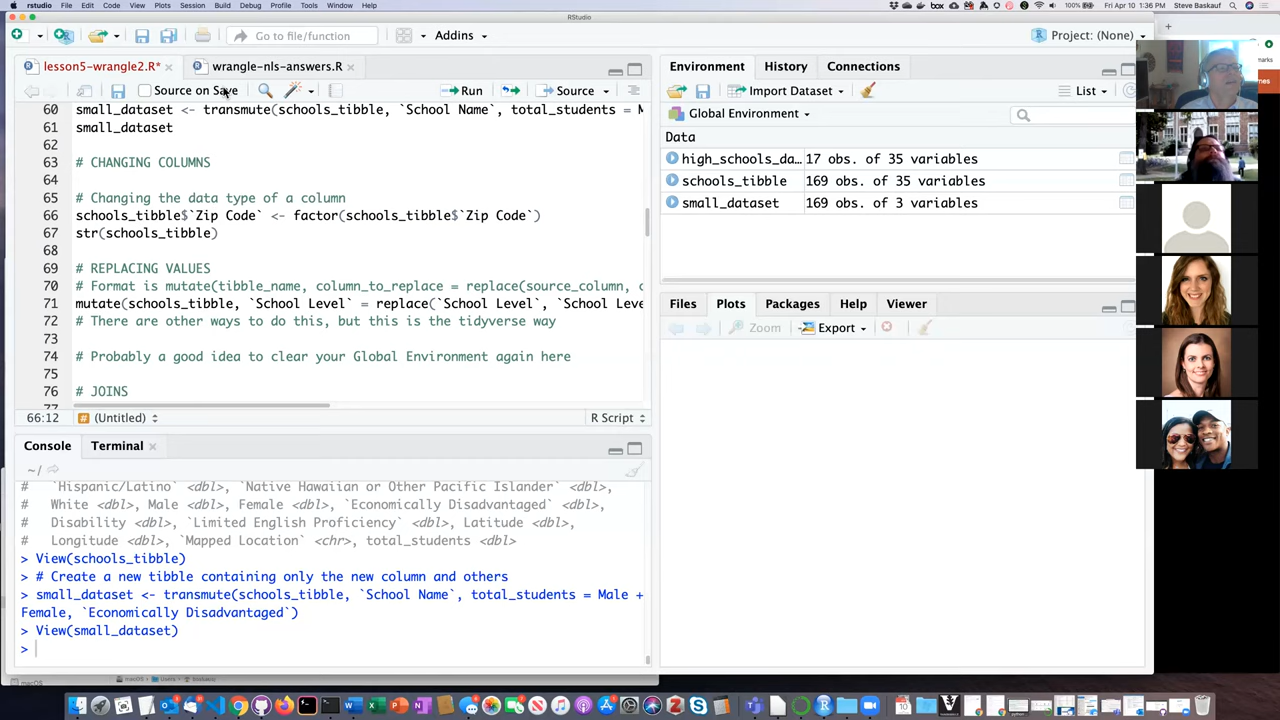 rstudio File Edit Code View Plots Session Build Debug Profile Tools Window Help box 100% Fri Apr 10 1:36 PM Steve Baskauf
RStudio
Go to file/function Addins Project: (None)
lesson5-wrangle2.R* wrangle-nls-answers.R
Source on Save Run Source
60 small_dataset <- transmute(schools_tibble, `School Name`, total_students = M
61 small_dataset
62
63 # CHANGING COLUMNS
64
65 # Changing the data type of a column
66 schools_tibble$`Zip Code` <- factor(schools_tibble$`Zip Code`)
67 str(schools_tibble)
68
69 # REPLACING VALUES
70 # Format is mutate(tibble_name, column_to_replace = replace(source_column, c
71 mutate(schools_tibble, `School Level` = replace(`School Level`, `School Leve
72 # There are other ways to do this, but this is the tidyverse way
73
74 # Probably a good idea to clear your Global Environment again here
75
76 # JOINS
77
66:12 (Untitled) R Script
Console Terminal
~/
# `Hispanic/Latino` <dbl>, `Native Hawaiian or Other Pacific Islander` <dbl>,
# White <dbl>, Male <dbl>, Female <dbl>, `Economically Disadvantaged` <dbl>,
# Disability <dbl>, `Limited English Proficiency` <dbl>, Latitude <dbl>,
# Longitude <dbl>, `Mapped Location` <chr>, total_students <dbl>
> View(schools_tibble)
> # Create a new tibble containing only the new column and others
> small_dataset <- transmute(schools_tibble, `School Name`, total_students = Male +
Female, `Economically Disadvantaged`)
> View(small_dataset)
>
Environment History Connections
Import Dataset List
Global Environment
Data
high_schools_da… 17 obs. of 35 variables
schools_tibble 169 obs. of 35 variables
small_dataset 169 obs. of 3 variables
Files Plots Packages Help Viewer
Zoom Export
marks
nes
macOS